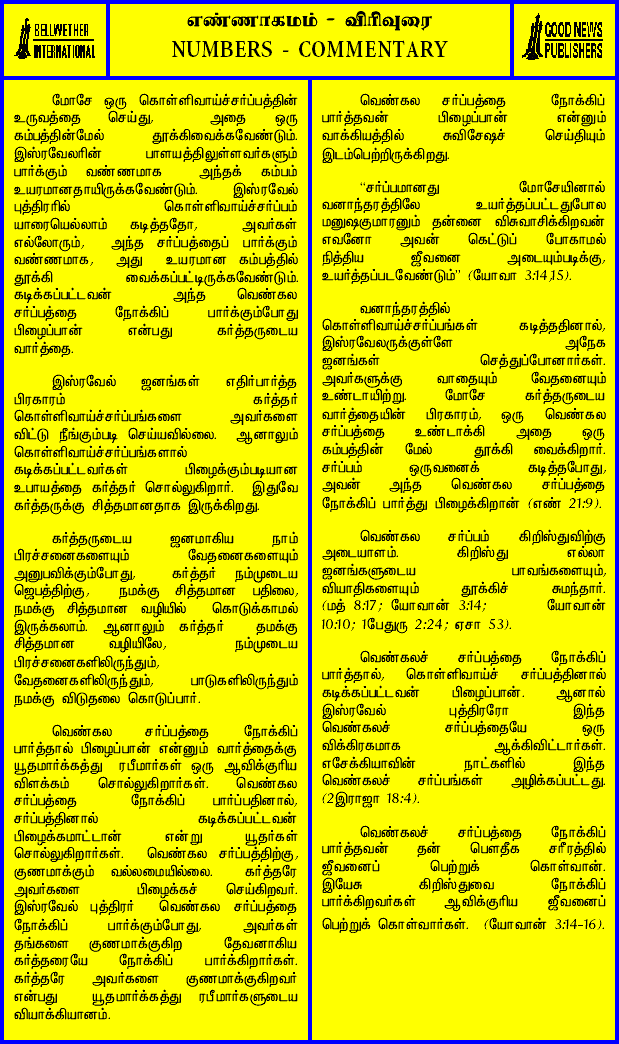 BELLWETHER
INTERNATIONAL
எண்ணாகமம் - விரிவுரை
NUMBERS - COMMENTARY
GOOD NEWS
PUBLISHERS
மோசே ஒரு கொள்ளிவாய்ச்சர்ப்பத்தின்
உருவத்தை செய்து, அதை ஒரு
கம்பத்தின்மேல் தூக்கிவைக்கவேண்டும்.
இஸ்ரவேலரின் பாளயத்திலுள்ளவர்களும்
பார்க்கும் வண்ணமாக அந்தக் கம்பம்
உயரமானதாயிருக்கவேண்டும். இஸ்ரவேல்
புத்திரரில் கொள்ளிவாய்ச்சர்ப்பம்
யாரையெல்லாம் கடித்ததோ, அவர்கள்
எல்லோரும், அந்த சர்ப்பத்தைப் பார்க்கும்
வண்ணமாக, அது உயரமான கம்பத்தில்
தூக்கி வைக்கப்பட்டிருக்கவேண்டும்.
கடிக்கப்பட்டவன் அந்த வெண்கல
சர்ப்பத்தை நோக்கி பார்க்கும்போது
பிழைப்பான் என்பது கர்த்தருடைய
வார்த்தை.
இஸ்ரவேல் ஜனங்கள் எதிர்பார்த்த
பிரகாரம் கர்த்தர்
கொள்ளிவாய்ச்சர்ப்பங்களை அவர்களை
விட்டு நீங்கும்படி செய்யவில்லை. ஆனாலும்
கொள்ளிவாய்ச்சர்ப்பங்களால்
கடிக்கப்பட்டவர்கள் பிழைக்கும்படியான
உபாயத்தை கர்த்தர் சொல்லுகிறார். இதுவே
கர்த்தருக்கு சித்தமானதாக இருக்கிறது.
கர்த்தருடைய ஜனமாகிய நாம்
பிரச்சனைகளையும் வேதனைகளையும்
அனுபவிக்கும்போது, கர்த்தர் நம்முடைய
ஜெபத்திற்கு, நமக்கு சித்தமான பதிலை,
நமக்கு சித்தமான வழியில் கொடுக்காமல்
இருக்கலாம். ஆனாலும் கர்த்தர் தமக்கு
சித்தமான வழியிலே, நம்முடைய
பிரச்சனைகளிலிருந்தும்,
வேதனைகளிலிருந்தும், பாடுகளிலிருந்தும்
நமக்கு விடுதலை கொடுப்பார்.
வெண்கல சர்ப்பத்தை நோக்கிப்
பார்த்தால் பிழைப்பான் என்னும் வார்த்தைக்கு
யூதமார்க்கத்து ரபீமார்கள் ஒரு ஆவிக்குரிய
விளக்கம் சொல்லுகிறார்கள். வெண்கல
சர்ப்பத்தை நோக்கிப் பார்ப்பதினால்,
சர்ப்பத்தினால் கடிக்கப்பட்டவன்
பிழைக்கமாட்டான் என்று யூதர்கள்
சொல்லுகிறார்கள். வெண்கல சர்ப்பத்திற்கு,
குணமாக்கும் வல்லமையில்லை. கர்த்தரே
அவர்களை பிழைக்கச் செய்கிறவர்.
இஸ்ரவேல் புத்திரர் வெண்கல சர்ப்பத்தை
நோக்கிப் பார்க்கும்போது, அவர்கள்
தங்களை குணமாக்குகிற தேவனாகிய
கர்த்தரையே நோக்கிப் பார்க்கிறார்கள்.
கர்த்தரே அவர்களை குணமாக்குகிறவர்
என்பது யூதமார்க்கத்து ரபீமார்களுடைய
வியாக்கியானம்.
வெண்கல சர்ப்பத்தை நோக்கிப்
பார்த்தவன் பிழைப்பான் என்னும்
வாக்கியத்தில் சுவிசேஷச் செய்தியும்
இடம்பெற்றிருக்கிறது.
“சர்ப்பமானது மோசேயினால்
வனாந்தரத்திலே உயர்த்தப்பட்டதுபோல
மனுஷகுமாரனும் தன்னை விசுவாசிக்கிறவன்
எவனோ அவன் கெட்டுப் போகாமல்
நித்திய ஜீவனை அடையும்படிக்கு,
உயர்த்தப்படவேண்டும்” (யோவா 3:14,15).
வனாந்தரத்தில்
கொள்ளிவாய்ச்சர்ப்பங்கள் கடித்ததினால்,
இஸ்ரவேலருக்குள்ளே அநேக
ஜனங்கள் செத்துப்போனார்கள்.
அவர்களுக்கு வாதையும் வேதனையும்
உண்டாயிற்று. மோசே கர்த்தருடைய
வார்த்தையின் பிரகாரம், ஒரு வெண்கல
சர்ப்பத்தை உண்டாக்கி அதை ஒரு
கம்பத்தின் மேல் தூக்கி வைக்கிறார்.
சர்ப்பம் ஒருவனைக் கடித்தபோது,
அவன் அந்த வெண்கல சர்ப்பத்தை
நோக்கிப் பார்த்து பிழைக்கிறான் (எண் 21:9).
வெண்கல சர்ப்பம் கிறிஸ்துவிற்கு
அடையாளம். கிறிஸ்து எல்லா
ஜனங்களுடைய பாவங்களையும்,
வியாதிகளையும் தூக்கிச் சுமந்தார்.
(மத் 8:17; யோவான் 3:14; யோவான்
10:10; 1பேதுரு 2:24; ஏசா 53).
வெண்கலச் சர்ப்பத்தை நோக்கிப்
பார்த்தால், கொள்ளிவாய்ச் சர்ப்பத்தினால்
கடிக்கப்பட்டவன் பிழைப்பான். ஆனால்
இஸ்ரவேல் புத்திரரோ இந்த
வெண்கலச் சர்ப்பத்தையே ஒரு
விக்கிரகமாக ஆக்கிவிட்டார்கள்.
எசேக்கியாவின் நாட்களில் இந்த
வெண்கலச் சர்ப்பங்கள் அழிக்கப்பட்டது.
(2இராஜா 18:4).
வெண்கலச் சர்ப்பத்தை நோக்கிப்
பார்த்தவன் தன் பௌதீக சரீரத்தில்
ஜீவனைப் பெற்றுக் கொள்வான்.
இயேசு கிறிஸ்துவை நோக்கிப்
பார்க்கிறவர்கள் ஆவிக்குரிய ஜீவனைப்
பெற்றுக் கொள்வார்கள். (யோவான் 3:14-16).